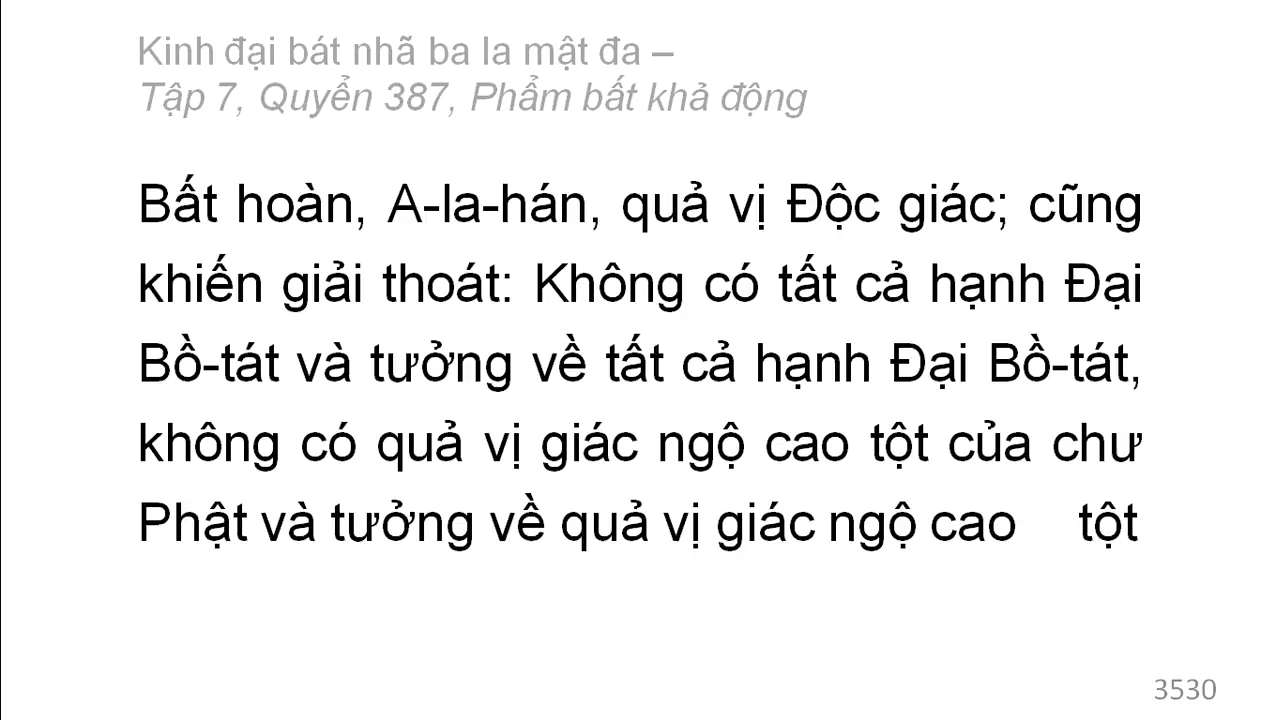 Kinh đại bát nhã ba la mật đa –
Tập 7, Quyển 387, Phẩm bất khả động
Bất hoàn, A-la-hán, quả vị Độc giác; cũng
khiến giải thoát: Không có tất cả hạnh Đại
Bồ-tát và tưởng về tất cả hạnh Đại Bồ-tát,
không có quả vị giác ngộ cao tột của chư
Phật và tưởng về quả vị giác ngộ cao tột
3530